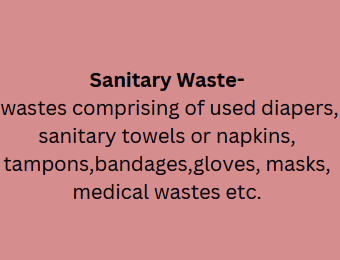 Sanitary Waste-
wastes comprising of used diapers,
sanitary towels or napkins,
tampons,bandages,gloves, masks,
medical wastes etc.